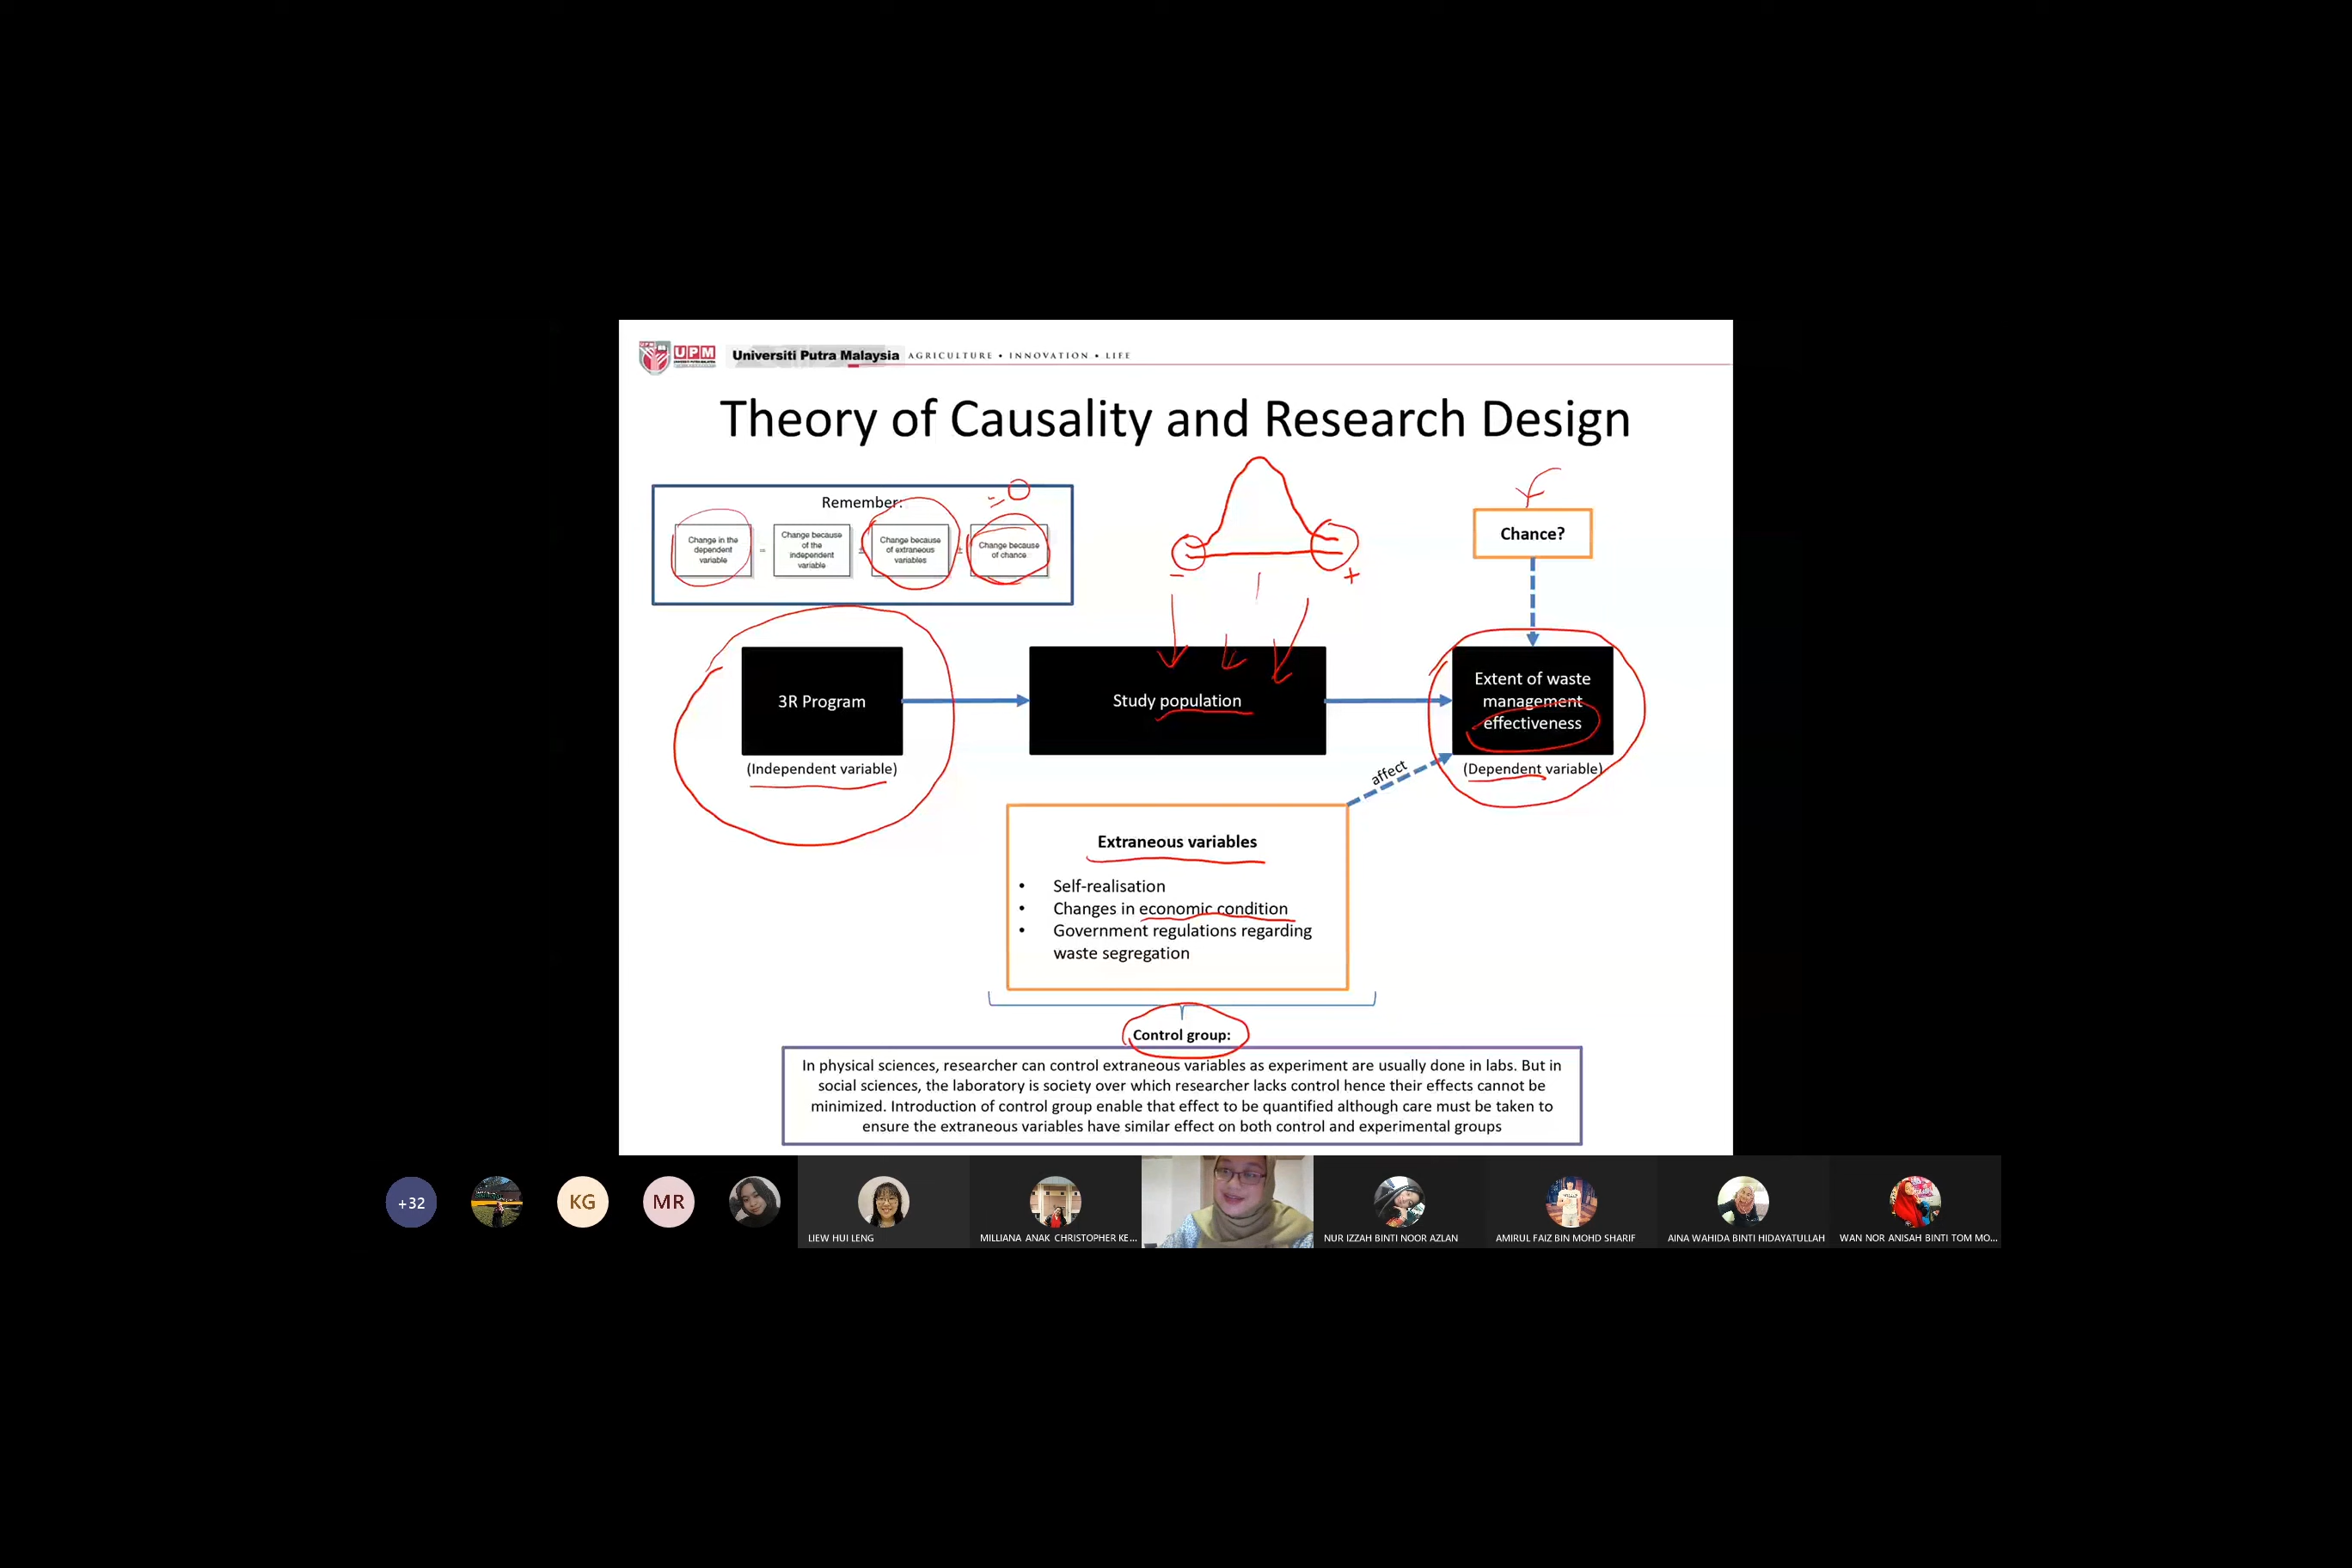 UPM
Universiti Putra Malaysia AGRICULTURE • INNOVATION • LIFE
Theory of Causality and Research Design
Remember:
Change in the
dependent
variable
=
Change because
of the
independent
variable
±
Change because
of extraneous
variables
±
Change because
of chance
= 0
-
+
Chance?
3R Program
(Independent variable)
Study population
Extent of waste
management
effectiveness
(Dependent variable)
affect
Extraneous variables
• Self-realisation
• Changes in economic condition
• Government regulations regarding
waste segregation
Control group:
In physical sciences, researcher can control extraneous variables as experiment are usually done in labs. But in
social sciences, the laboratory is society over which researcher lacks control hence their effects cannot be
minimized. Introduction of control group enable that effect to be quantified although care must be taken to
ensure the extraneous variables have similar effect on both control and experimental groups
+32
KG
MR
LIEW HUI LENG
MILLIANA ANAK CHRISTOPHER KE...
NUR IZZAH BINTI NOOR AZLAN
AMIRUL FAIZ BIN MOHD SHARIF
AINA WAHIDA BINTI HIDAYATULLAH
WAN NOR ANISAH BINTI TOM MO...